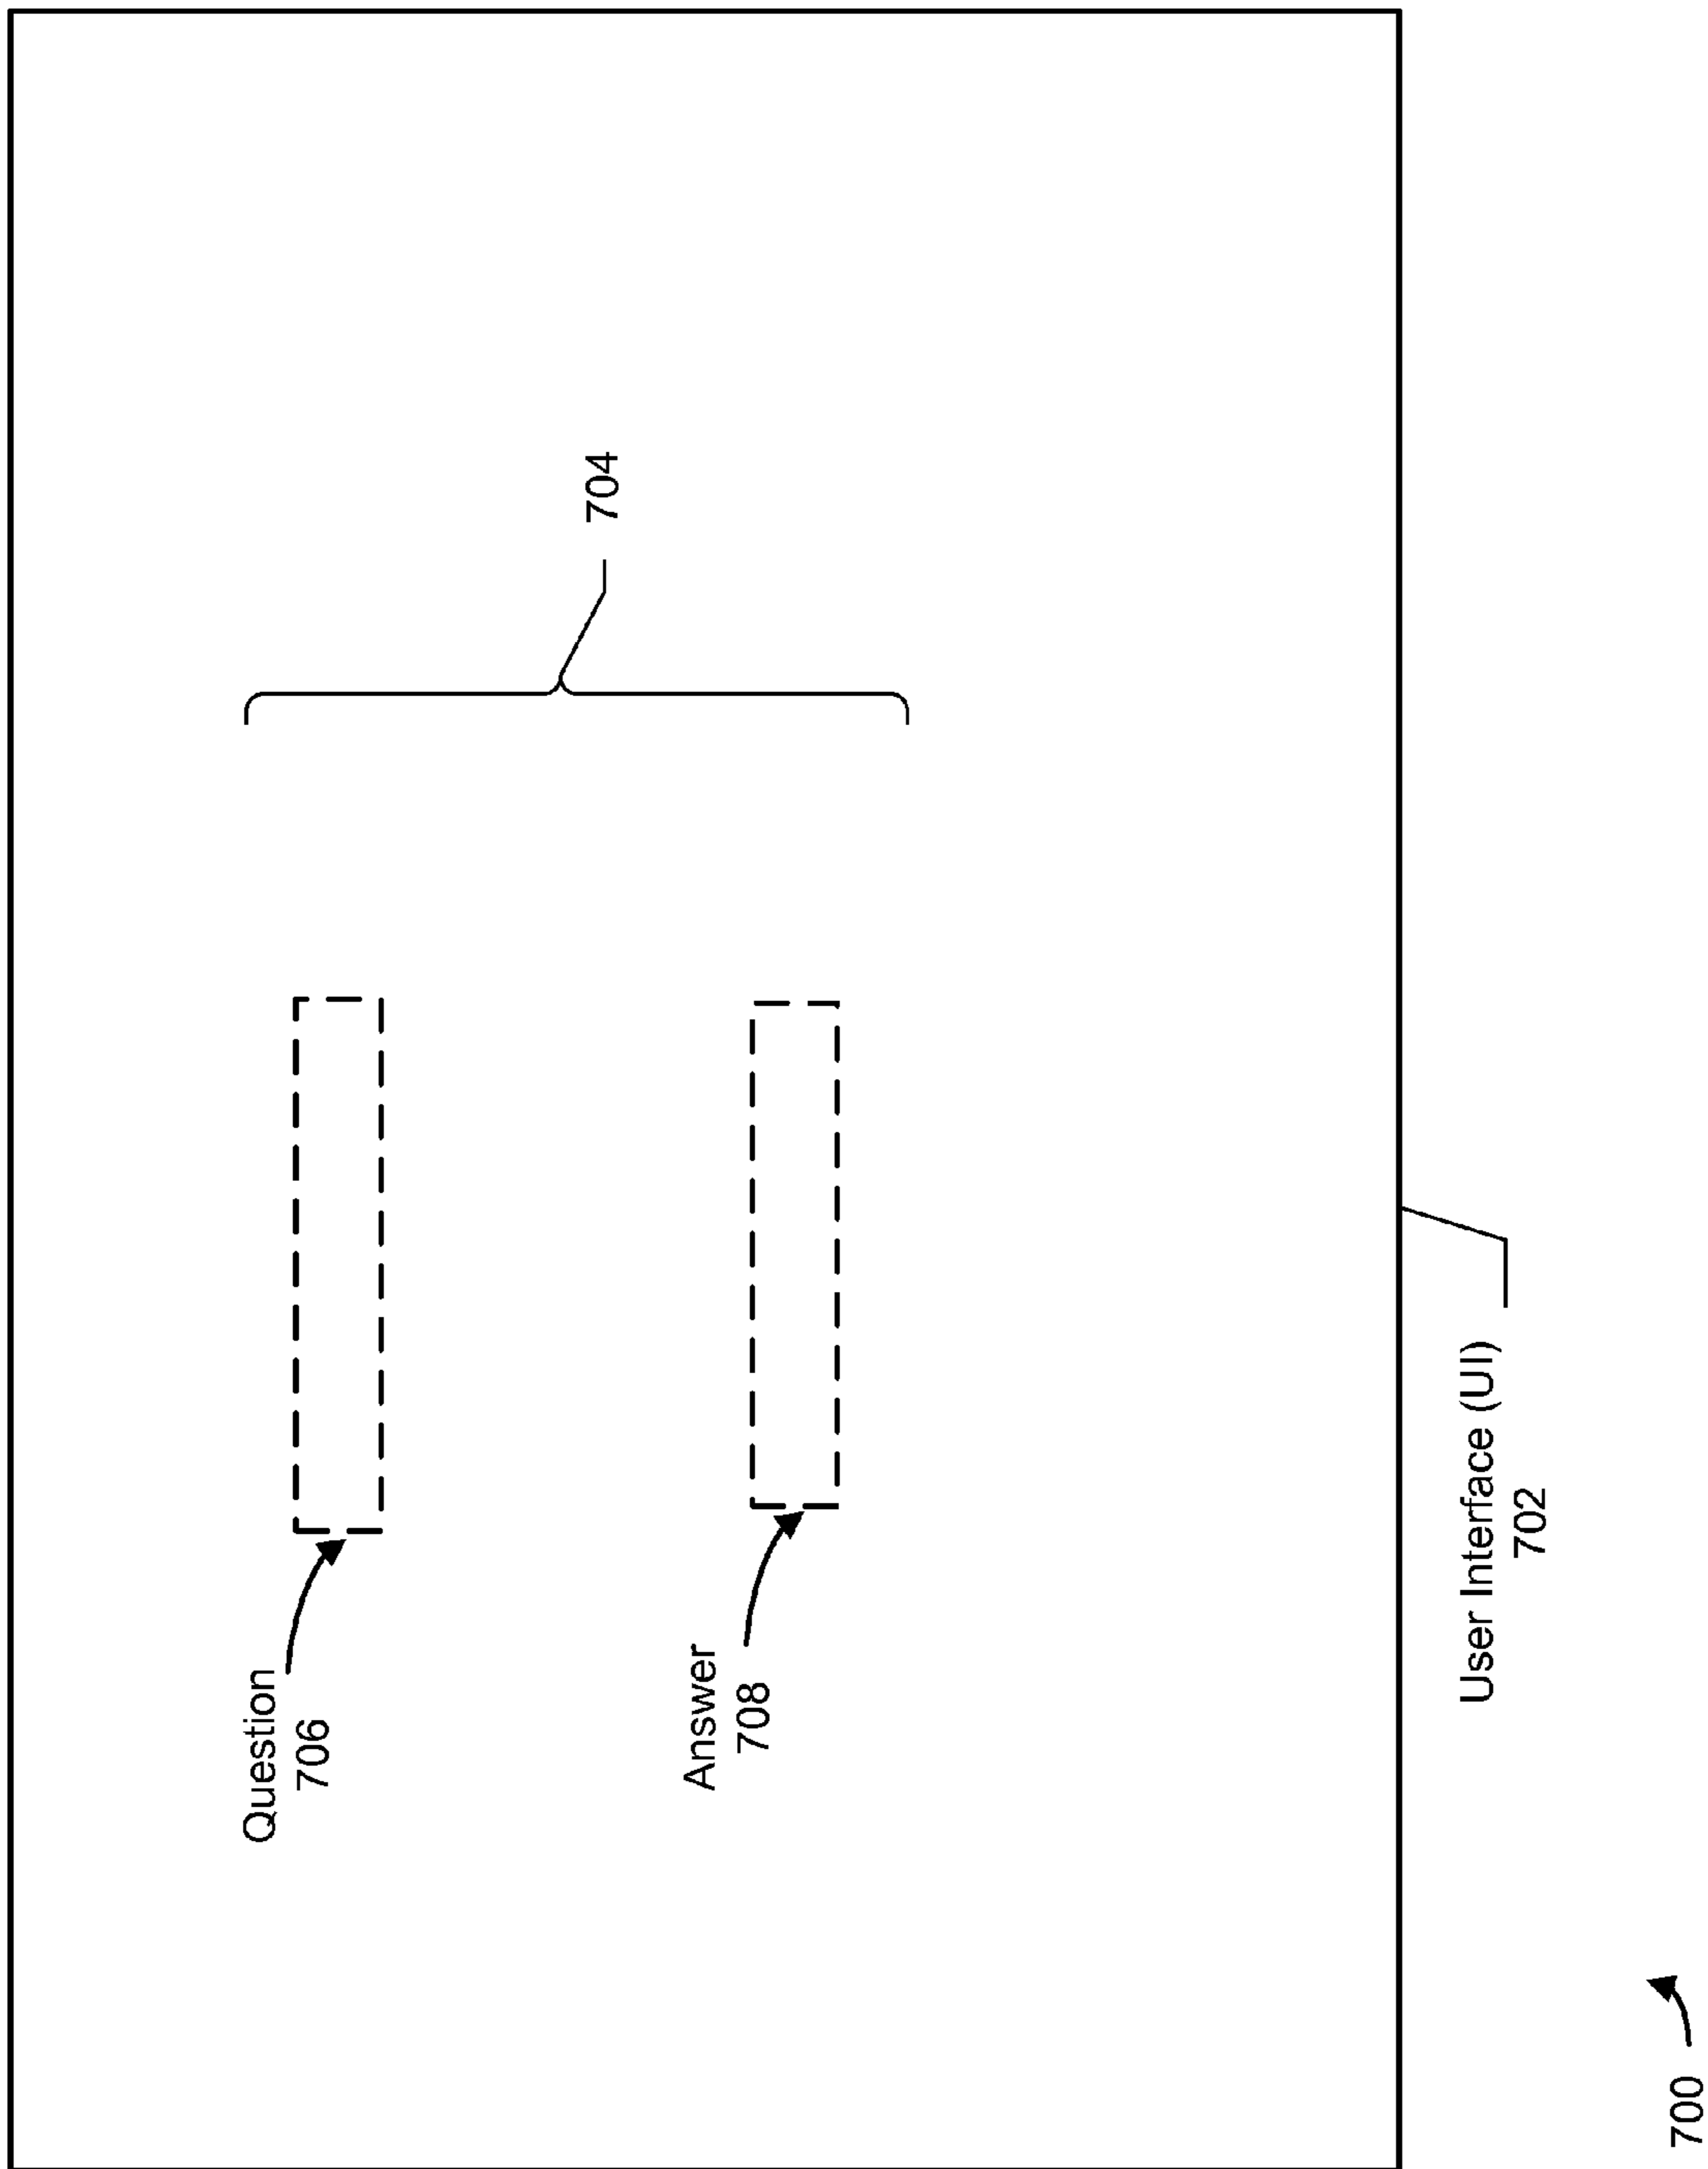 Question
706
704
Answer
708
User Interface (UI)
702
700